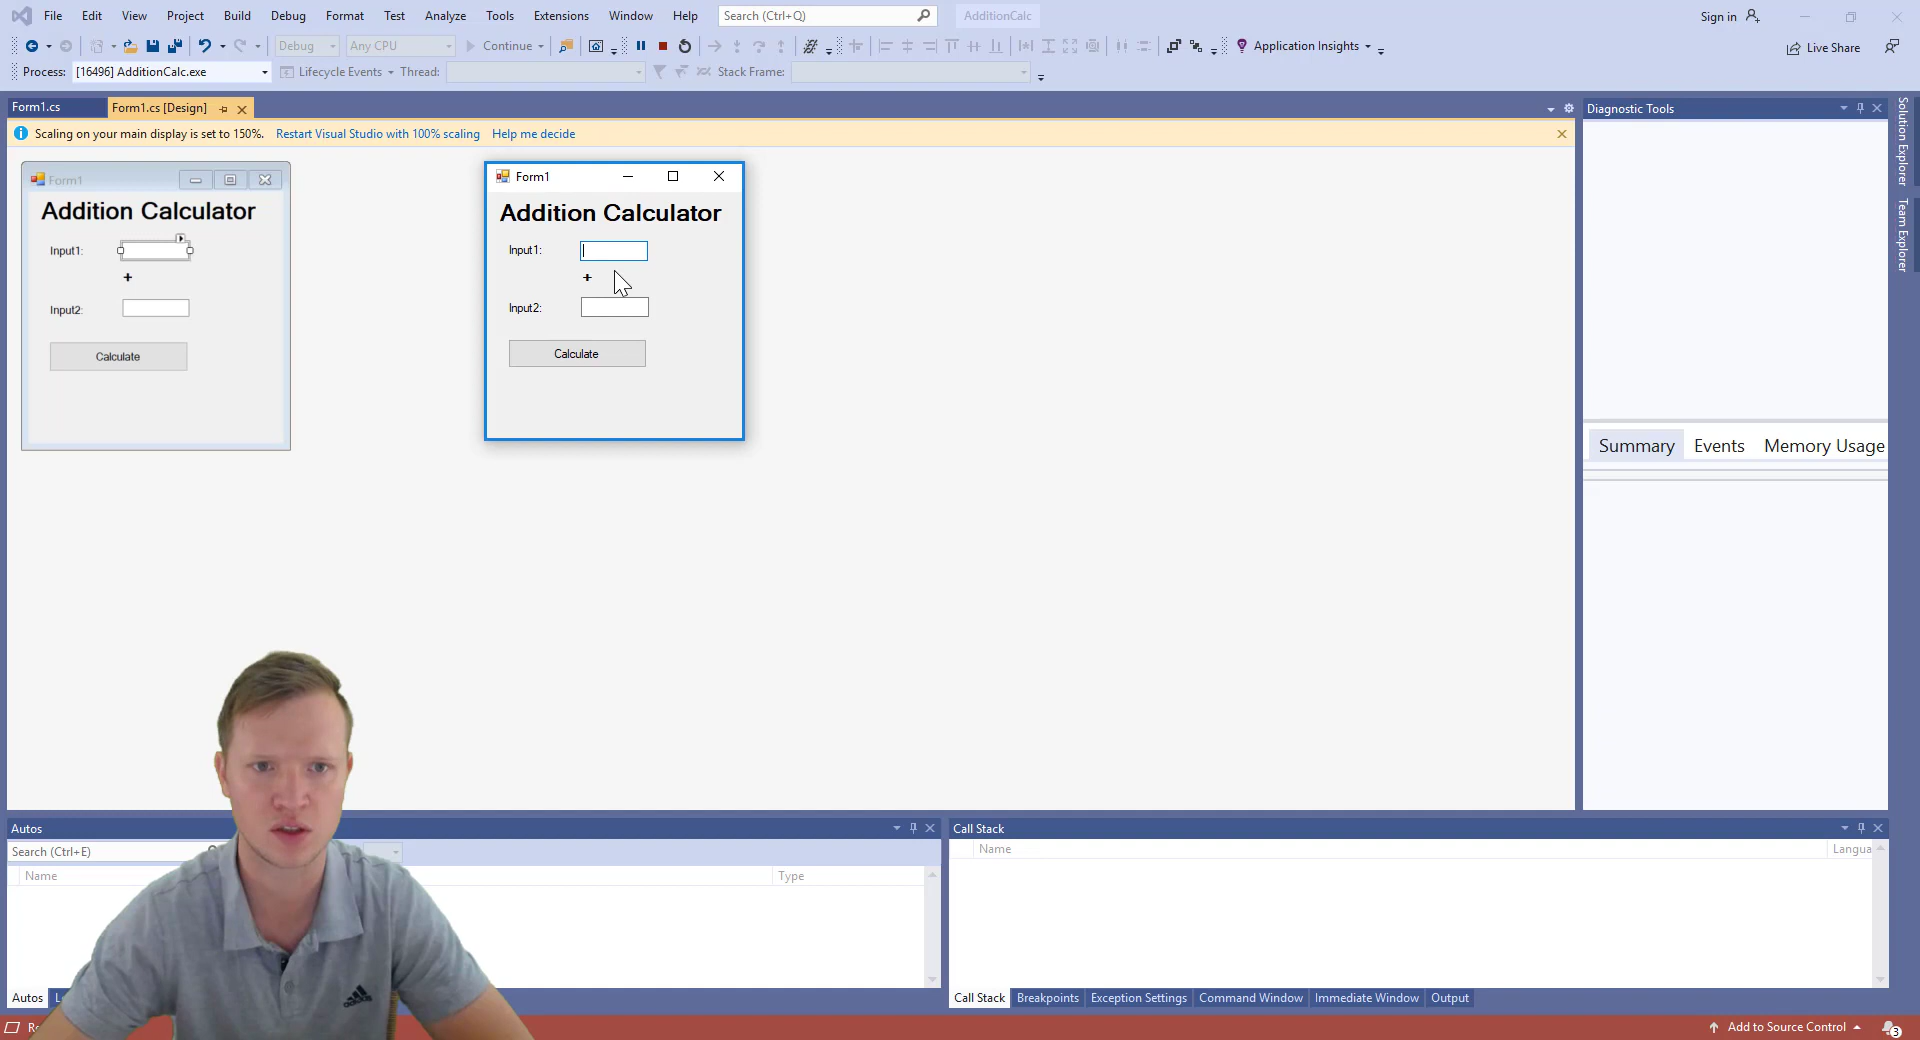 File Edit View Project Build Debug Format Test Analyze Tools Extensions Window Help Search (Ctrl+Q) AdditionCalc Sign in
Debug Any CPU Continue Application Insights Live Share
Process: [16496] AdditionCalc.exe Lifecycle Events Thread: Stack Frame:
Form1.cs Form1.cs [Design] Diagnostic Tools
Scaling on your main display is set to 150%. Restart Visual Studio with 100% scaling Help me decide
Form1
Addition Calculator
Input1:
+
Input2:
Calculate
Form1
Addition Calculator
Input1:
+
Input2:
Calculate
Solution Explorer
Team Explorer
Summary Events Memory Usage
Autos
Search (Ctrl+E)
Name Type
Autos
Call Stack
Name Langua
Call Stack Breakpoints Exception Settings Command Window Immediate Window Output
adidas
Add to Source Control 3